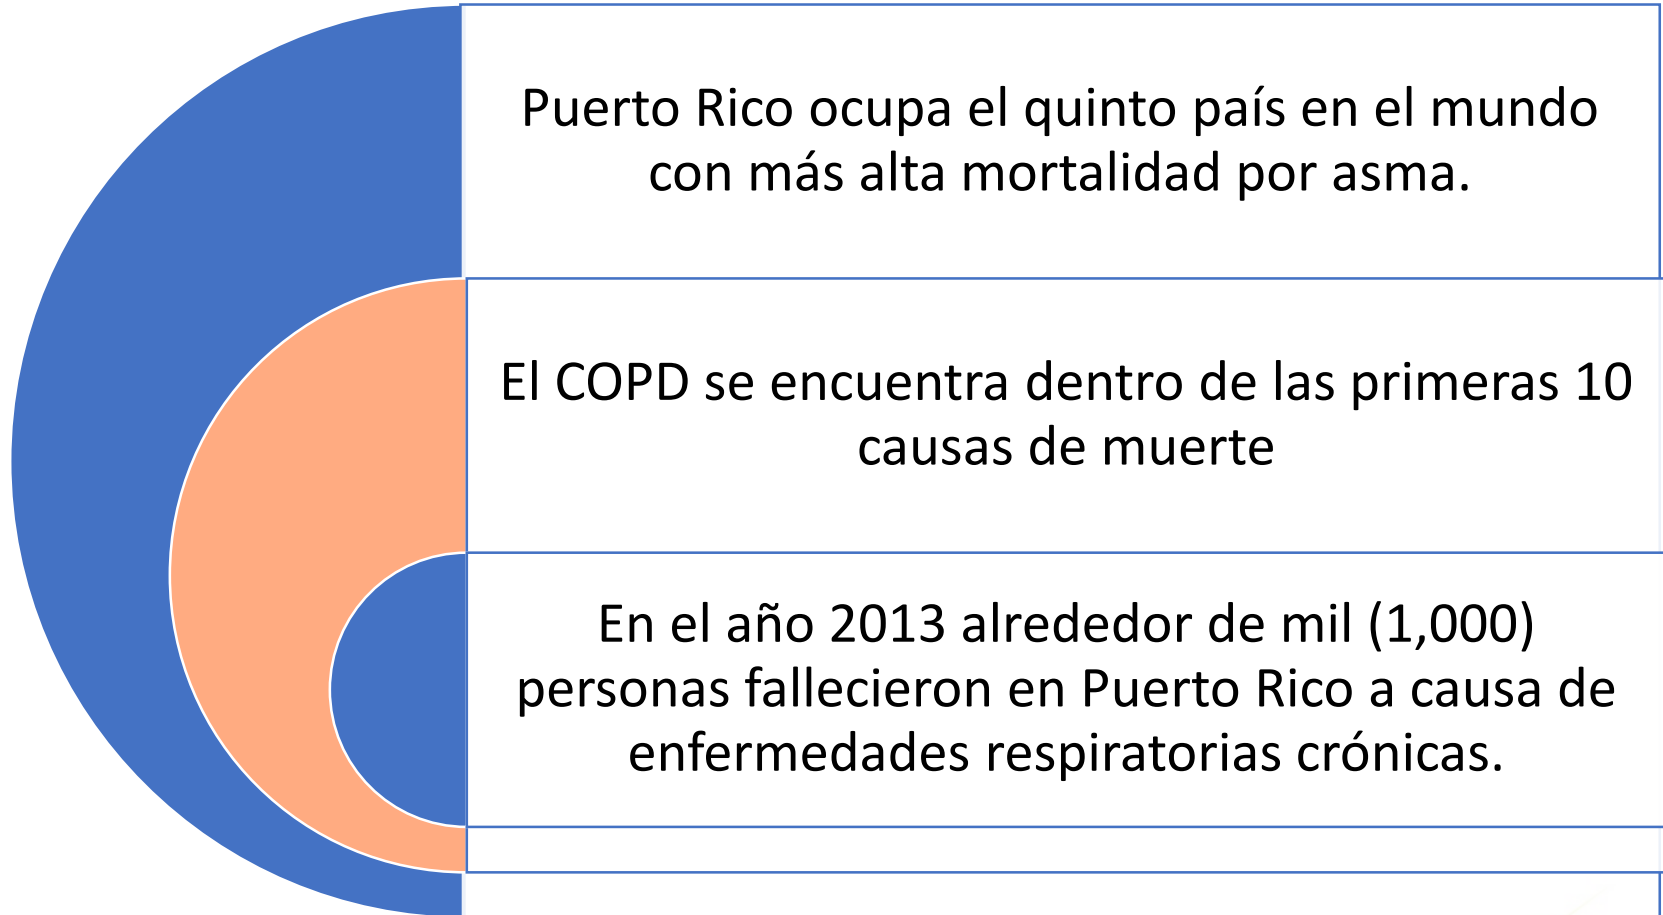 Puerto Rico ocupa el quinto país en el mundo
con más alta mortalidad por asma.
El COPD se encuentra dentro de las primeras 10
causas de muerte
En el año 2013 alrededor de mil (1,000)
personas fallecieron en Puerto Rico a causa de
enfermedades respiratorias crónicas.